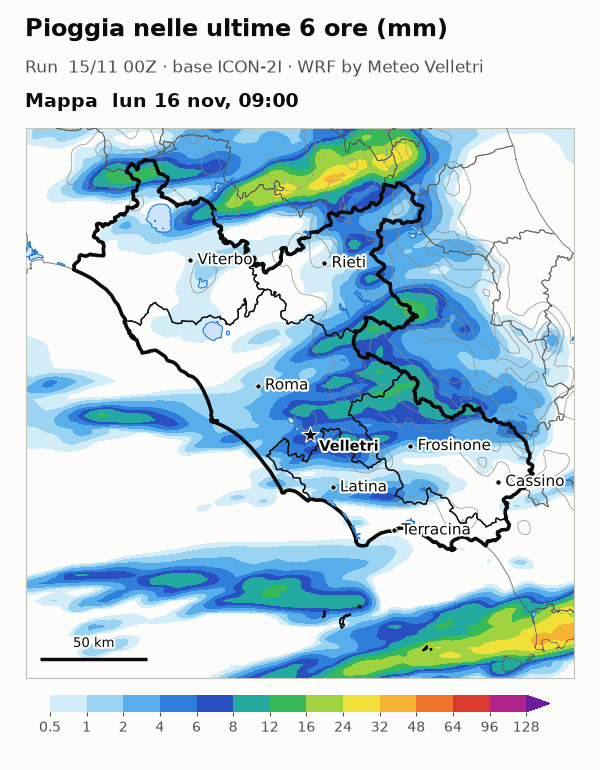 Pioggia nelle ultime 6 ore (mm)
Run  15/11 00Z · base ICON-2I · WRF by Meteo Velletri
Mappa  lun 16 nov, 09:00
Viterbo
Rieti
Roma
Velletri
Frosinone
Latina
Cassino
Terracina
50 km
0.5 1 2 4 6 8 12 16 24 32 48 64 96 128